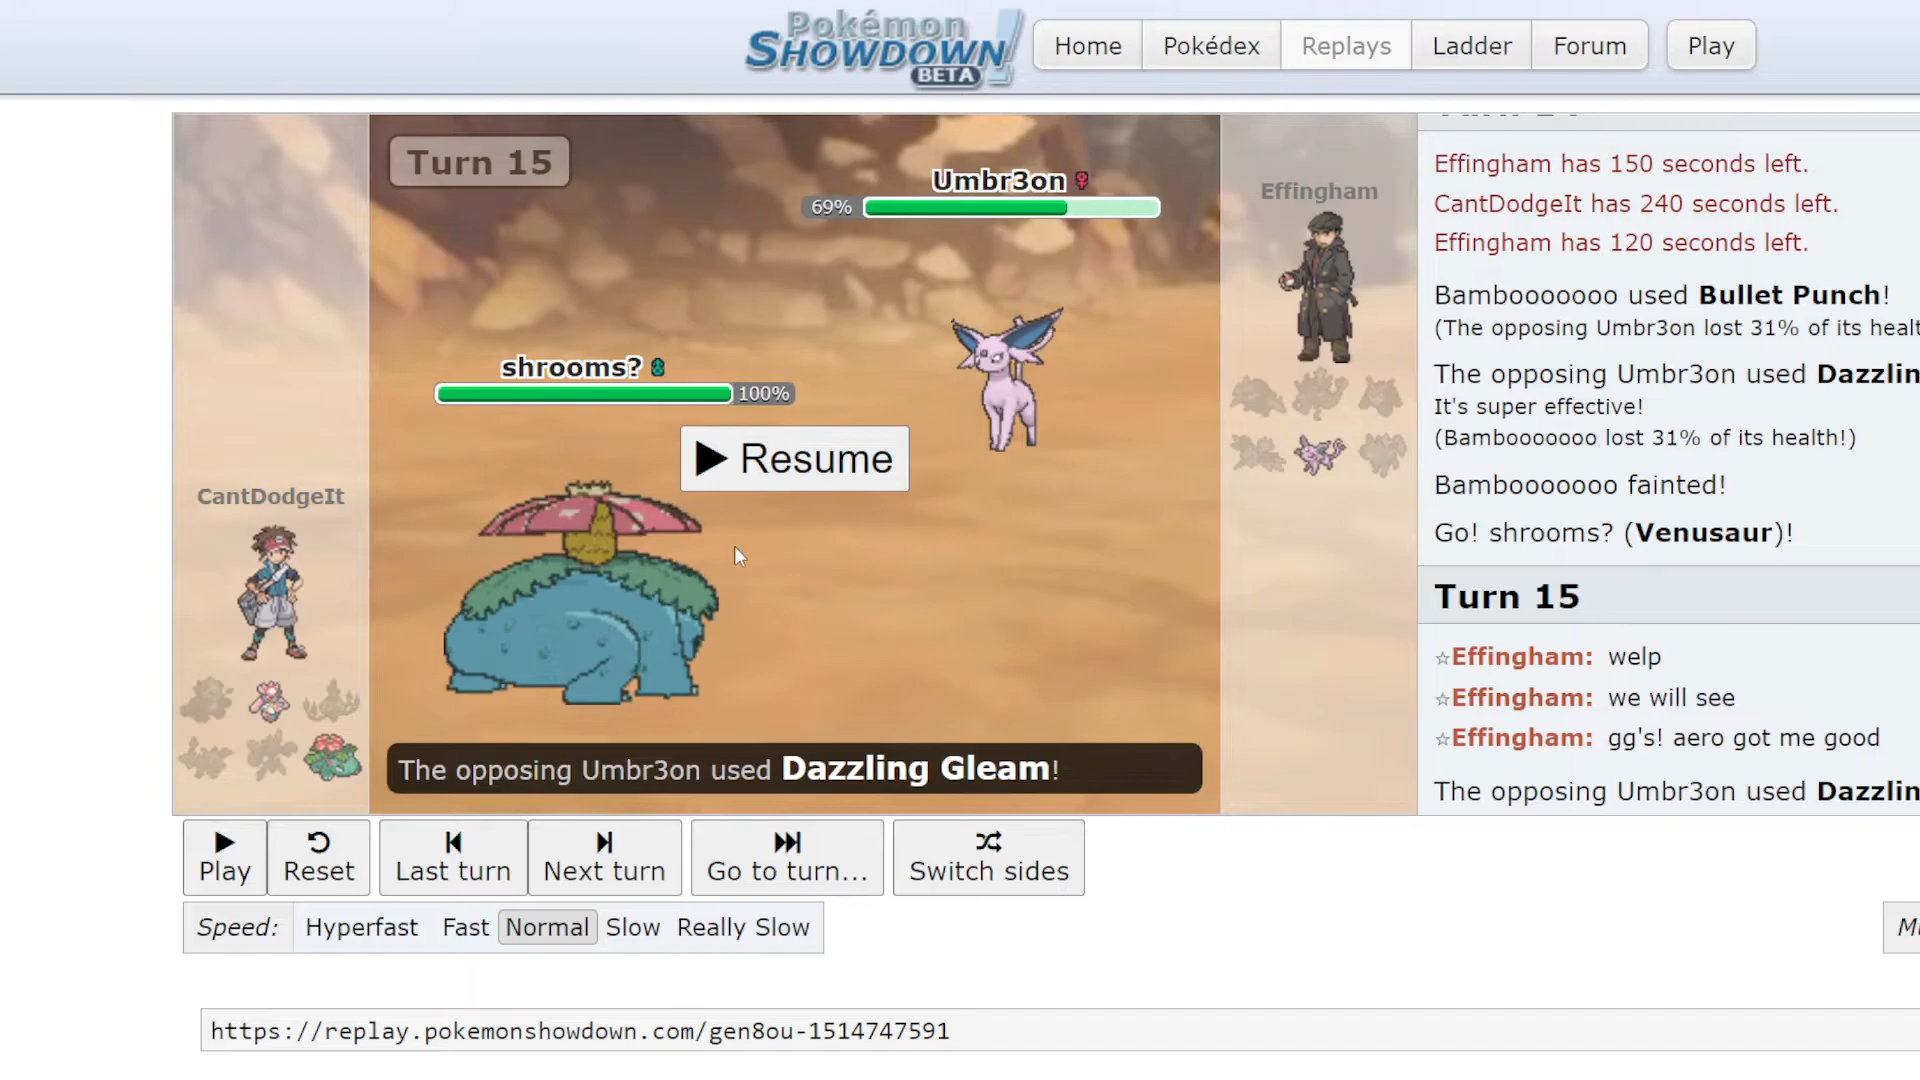 Pokémon
SHOWDOWN!
BETA
Home
Pokédex
Replays
Ladder
Forum
Play
Turn 15
Umbr3on
69%
shrooms?
100%
Resume
CantDodgeIt
Effingham
The opposing Umbr3on used Dazzling Gleam!
Effingham has 150 seconds left.
CantDodgeIt has 240 seconds left.
Effingham has 120 seconds left.
Bambooooooo used Bullet Punch!
(The opposing Umbr3on lost 31% of its healt
The opposing Umbr3on used Dazzlin
It's super effective!
(Bambooooooo lost 31% of its health!)
Bambooooooo fainted!
Go! shrooms? (Venusaur)!
Turn 15
☆Effingham: welp
☆Effingham: we will see
☆Effingham: gg's! aero got me good
The opposing Umbr3on used Dazzlin
Play
Reset
Last turn
Next turn
Go to turn...
Switch sides
Speed:
Hyperfast
Fast
Normal
Slow
Really Slow
https://replay.pokemonshowdown.com/gen8ou-1514747591